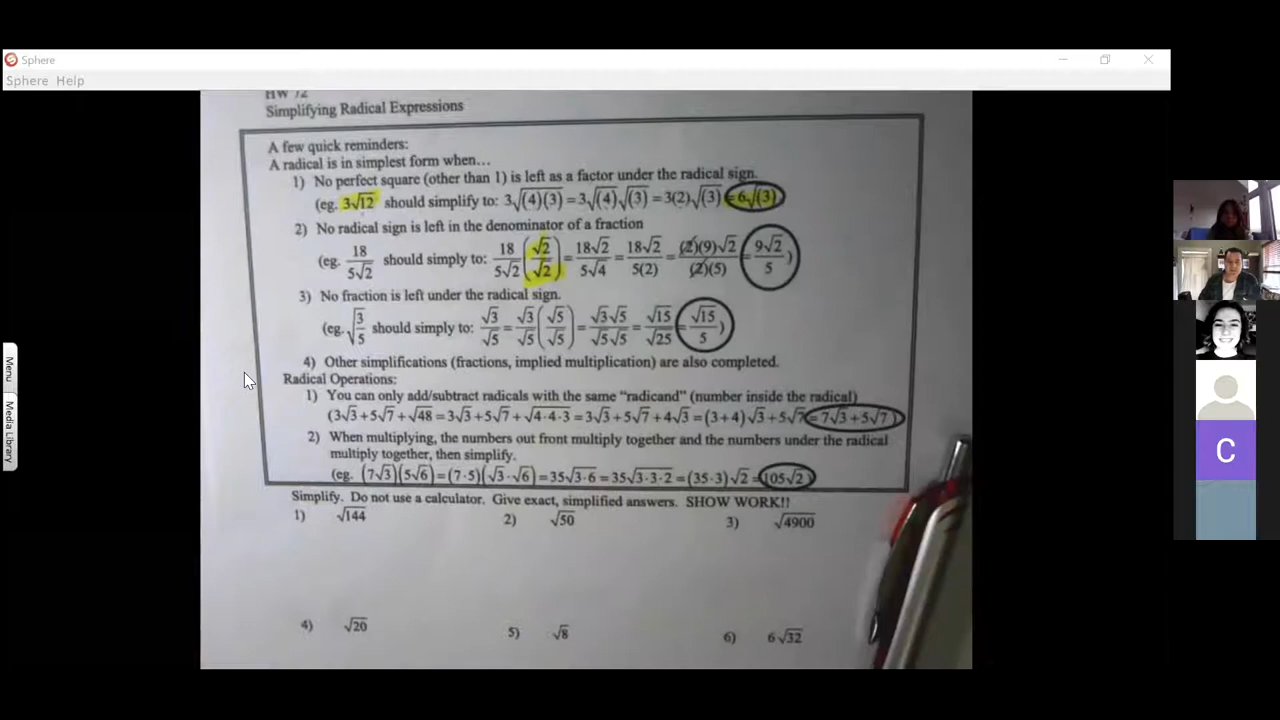 Sphere
Sphere Help
HW 72
Simplifying Radical Expressions
A few quick reminders:
A radical is in simplest form when…
1) No perfect square (other than 1) is left as a factor under the radical sign.
(eg. 3√12 should simplify to: 3√(4)(3) = 3√(4)√(3) = 3(2)√(3) = 6√(3))
2) No radical sign is left in the denominator of a fraction
(eg. 18/5√2 should simply to: 18/5√2 (√2/√2) = 18√2/5√4 = 18√2/5(2) = (2)(9)√2/(2)(5) = 9√2/5)
3) No fraction is left under the radical sign.
(eg. √3/5 should simply to: √3/√5 = √3/√5 (√5/√5) = √3√5/√5√5 = √15/√25 = √15/5)
4) Other simplifications (fractions, implied multiplication) are also completed.
Radical Operations:
1) You can only add/subtract radicals with the same "radicand" (number inside the radical)
(3√3+5√7+√48 = 3√3+5√7+√4·4·3 = 3√3+5√7+4√3 = (3+4)√3+5√7 = 7√3+5√7)
2) When multiplying, the numbers out front multiply together and the numbers under the radical
multiply together, then simplify.
(eg. (7√3)(5√6) = (7·5)(√3·√6) = 35√3·6 = 35√3·3·2 = (35·3)√2 = 105√2)
Simplify. Do not use a calculator. Give exact, simplified answers. SHOW WORK!!
1) √144 2) √50 3) √4900
4) √20 5) √8 6) 6√32
Menu
Media Library
C